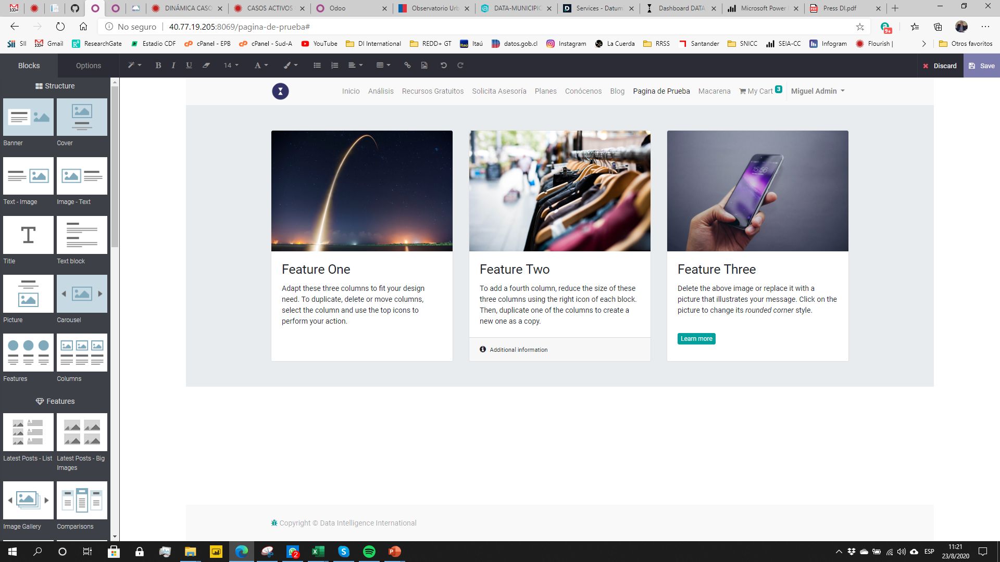 DINÁMICA CASO
CASOS ACTIVOS
Odoo
Observatorio Urb
DATA-MUNICIPIO
Services - Datum
Dashboard DATA
Microsoft Power
Press DI.pdf
No seguro
40.77.19.205:8069/pagina-de-prueba#
9+
SII
Gmail
ResearchGate
Estadio CDF
cPanel - EPB
cPanel - Sud-A
YouTube
DI International
REDD+ GT
Itaú
datos.gob.cl
Instagram
La Cuerda
RRSS
Santander
SNICC
SEIA-CC
Infogram
Flourish |
Otros favoritos
Blocks
Options
B I U
14
A
Discard
Save
Structure
Banner
Cover
Text - Image
Image - Text
Title
Text block
Picture
Carousel
Features
Columns
Features
Latest Posts - List
Latest Posts - Big Images
Image Gallery
Comparisons
Inicio
Análisis
Recursos Gratuitos
Solicita Asesoría
Planes
Conócenos
Blog
Pagina de Prueba
Macarena
My Cart 3
Miguel Admin
15:56
Feature One
Adapt these three columns to fit your design
need. To duplicate, delete or move columns,
select the column and use the top icons to
perform your action.
Feature Two
To add a fourth column, reduce the size of these
three columns using the right icon of each block.
Then, duplicate one of the columns to create a
new one as a copy.
Additional information
Feature Three
Delete the above image or replace it with a
picture that illustrates your message. Click on the
picture to change its rounded corner style.
Learn more
Copyright © Data Intelligence International
2
ESP
11:21
23/8/2020